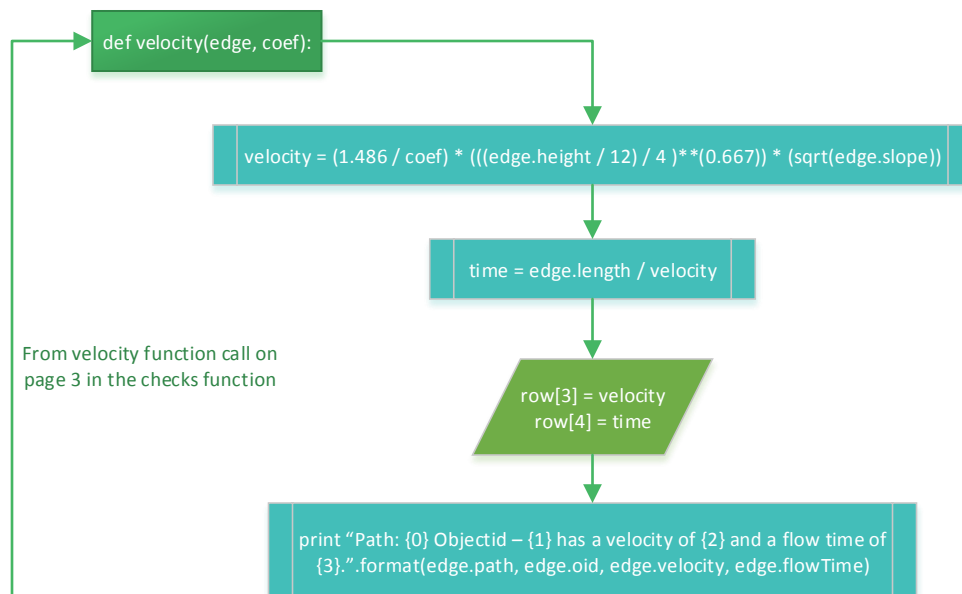 def velocity(edge, coef):
velocity = (1.486 / coef) * (((edge.height / 12) / 4 )**(0.667)) * (sqrt(edge.slope))
time = edge.length / velocity
From velocity function call on
page 3 in the checks function
row[3] = velocity
row[4] = time
print “Path: {0} Objectid – {1} has a velocity of {2} and a flow time of
{3}.”.format(edge.path, edge.oid, edge.velocity, edge.flowTime)